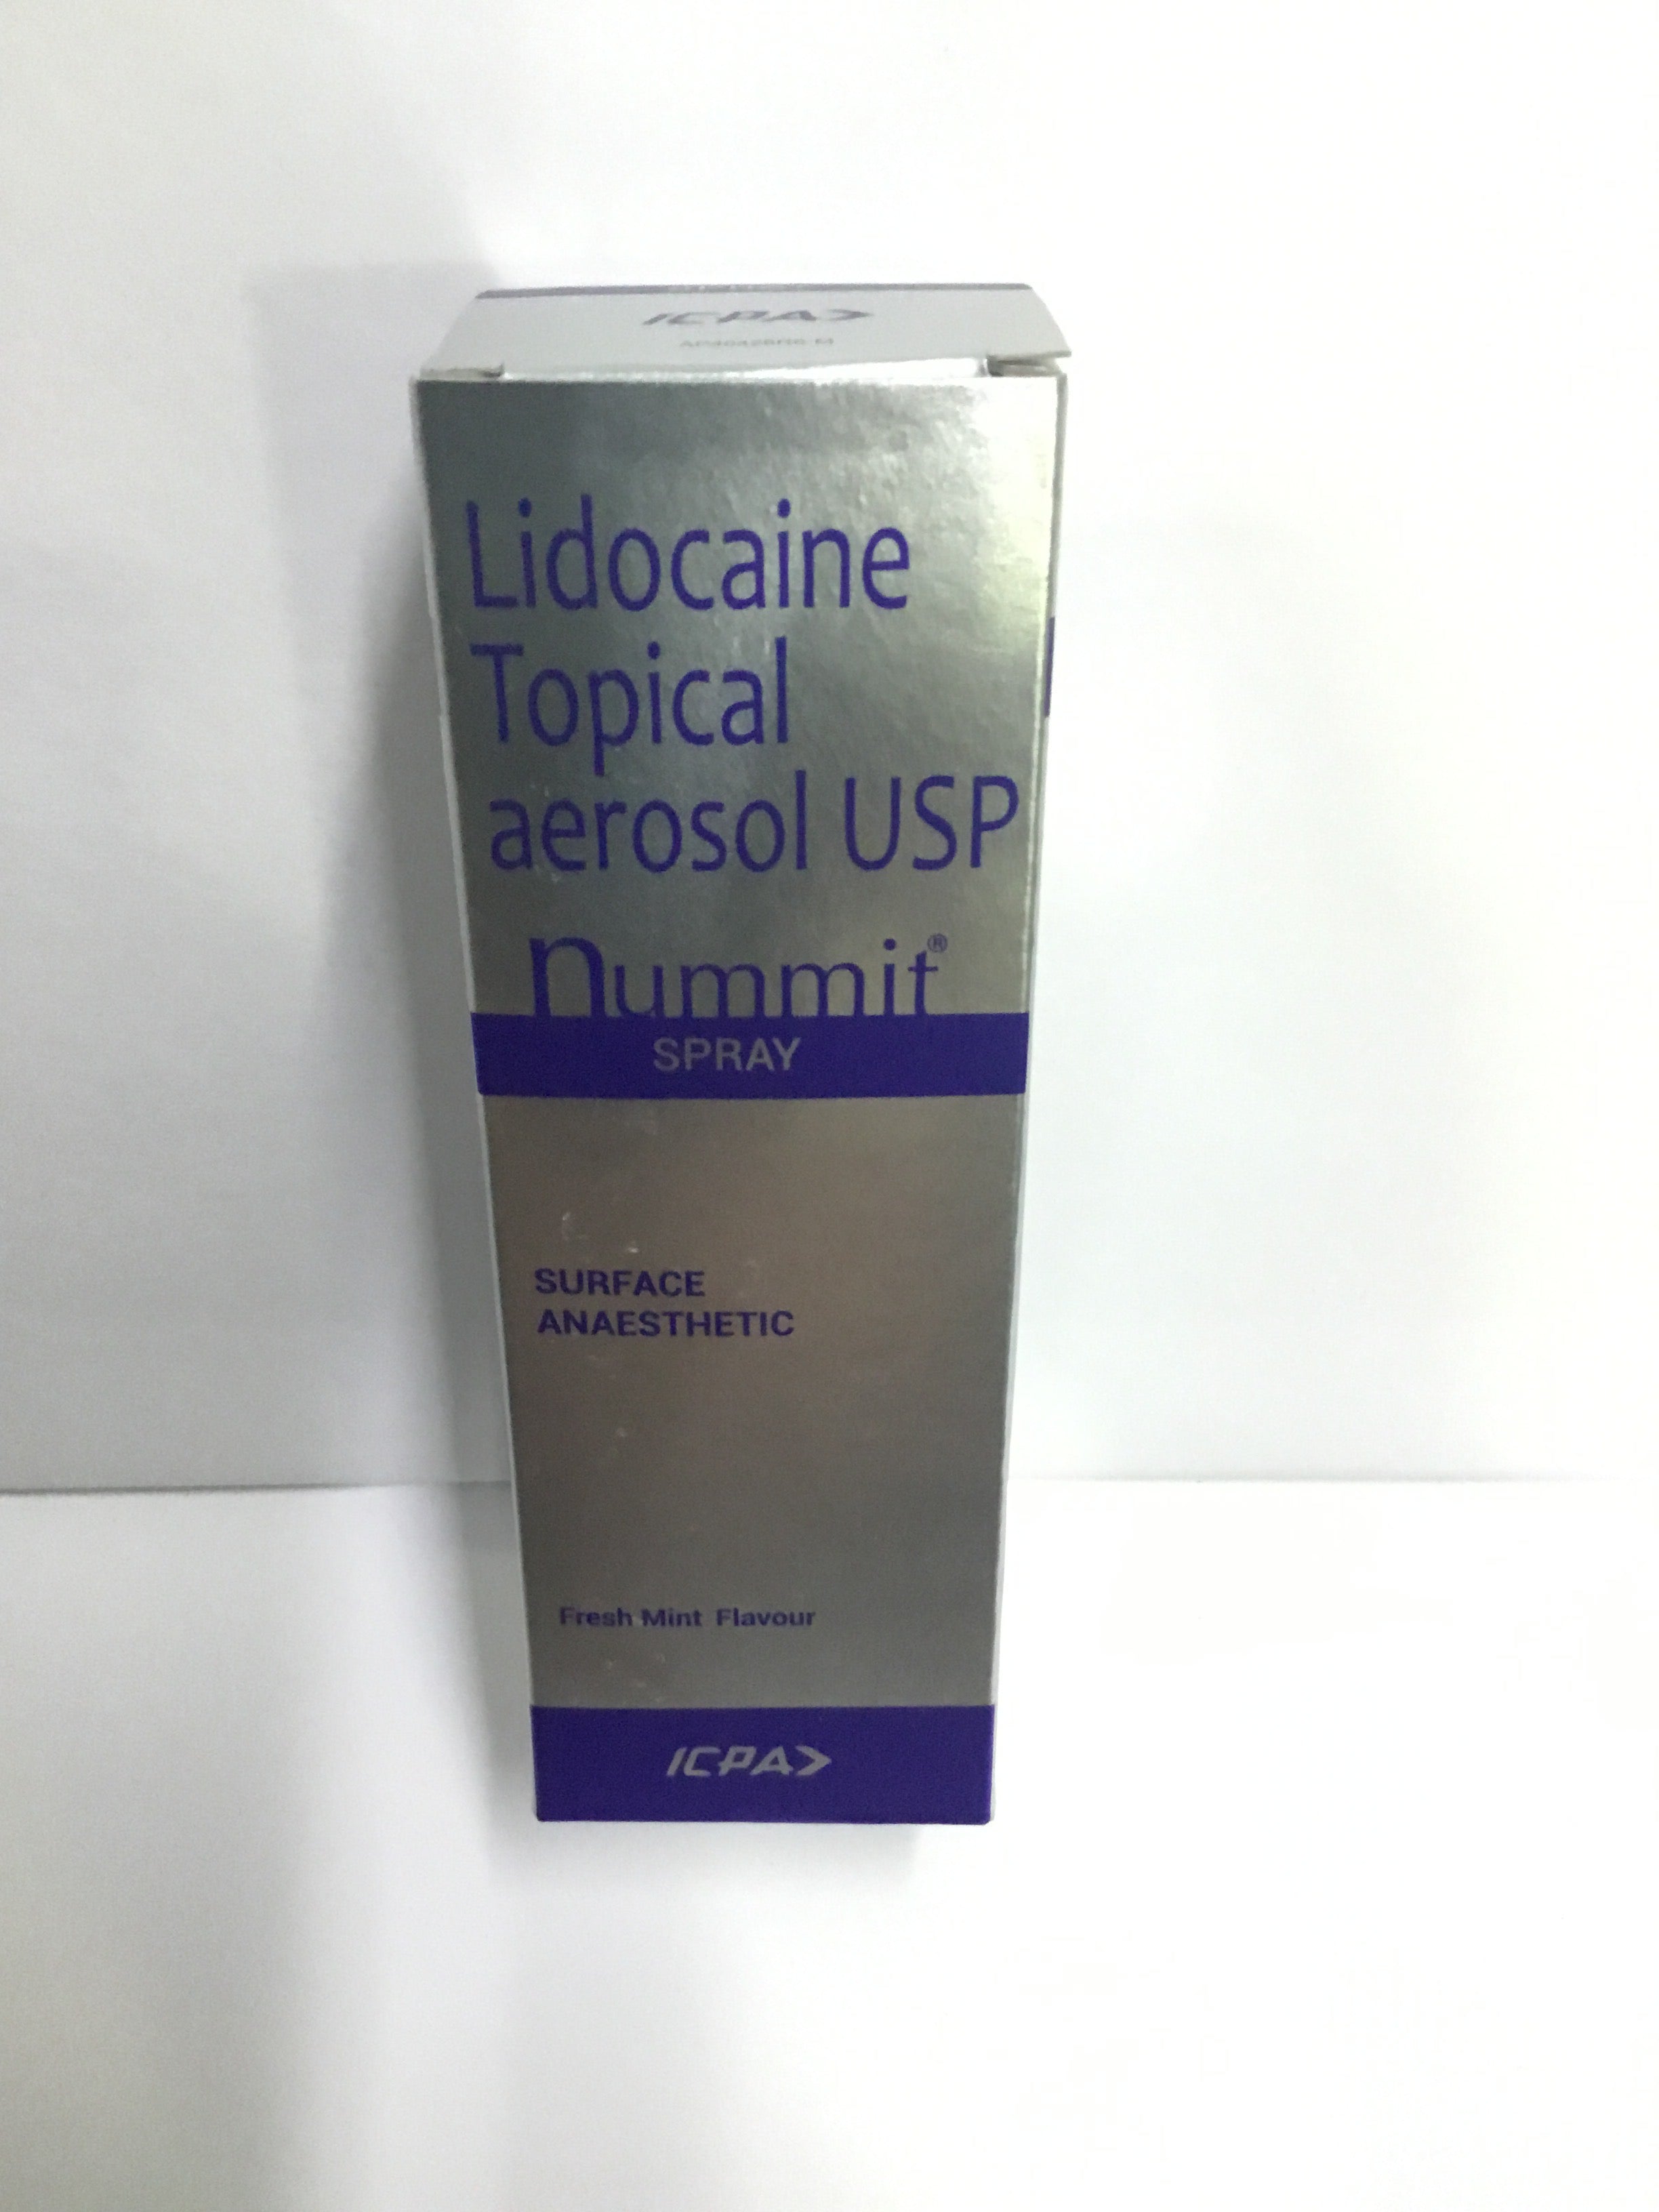 ICPA
Lidocaine
Topical
aerosol USP
nummit®
SPRAY
SURFACE
ANAESTHETIC
Fresh Mint Flavour
ICPA